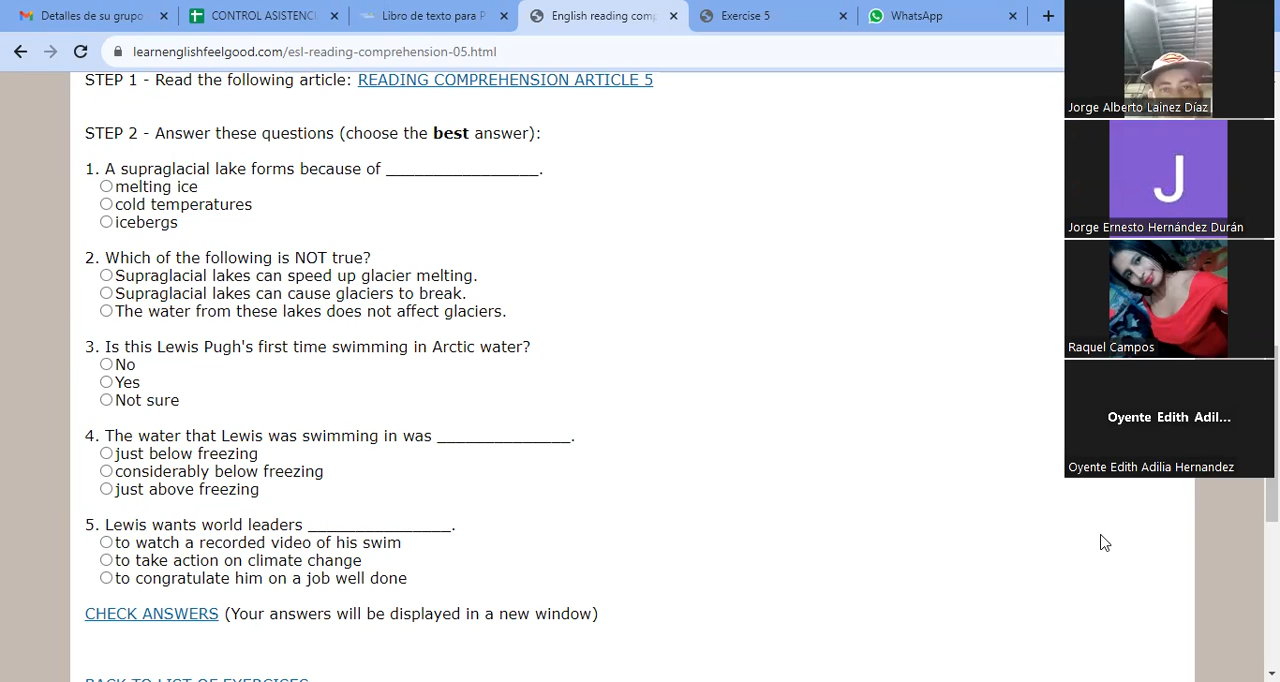 Detalles de su grupo
CONTROL ASISTENCI
Libro de texto para P
English reading comp
Exercise 5
WhatsApp
learnenglishfeelgood.com/esl-reading-comprehension-05.html
STEP 1 - Read the following article: READING COMPREHENSION ARTICLE 5
STEP 2 - Answer these questions (choose the best answer):
1. A supraglacial lake forms because of _________________.
melting ice
cold temperatures
icebergs
2. Which of the following is NOT true?
Supraglacial lakes can speed up glacier melting.
Supraglacial lakes can cause glaciers to break.
The water from these lakes does not affect glaciers.
3. Is this Lewis Pugh's first time swimming in Arctic water?
No
Yes
Not sure
4. The water that Lewis was swimming in was _______________.
just below freezing
considerably below freezing
just above freezing
5. Lewis wants world leaders ________________.
to watch a recorded video of his swim
to take action on climate change
to congratulate him on a job well done
CHECK ANSWERS (Your answers will be displayed in a new window)
BACK TO LIST OF EXERCISES
Jorge Alberto Lainez Díaz
J
Jorge Ernesto Hernández Durán
Raquel Campos
Oyente Edith Adil...
Oyente Edith Adilia Hernandez